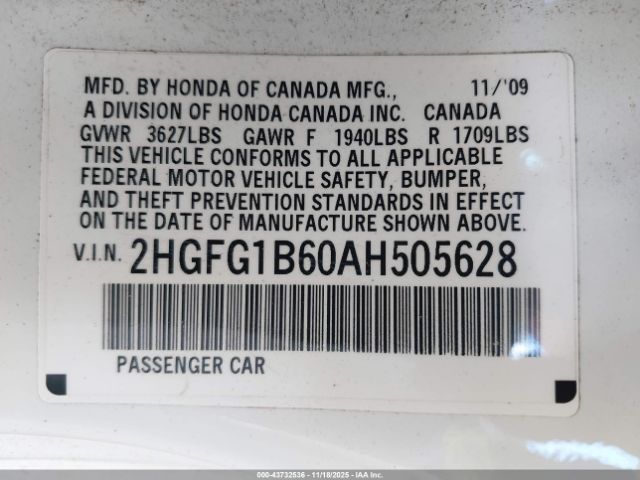 MFD. BY HONDA OF CANADA MFG., 11/'09
A DIVISION OF HONDA CANADA INC. CANADA
GVWR 3627LBS GAWR F 1940LBS R 1709LBS
THIS VEHICLE CONFORMS TO ALL APPLICABLE
FEDERAL MOTOR VEHICLE SAFETY, BUMPER,
AND THEFT PREVENTION STANDARDS IN EFFECT
ON THE DATE OF MANUFACTURE SHOWN ABOVE.
V.I.N. 2HGFG1B60AH505628
PASSENGER CAR
000-43732536 - 11/18/2025 - IAA Inc.